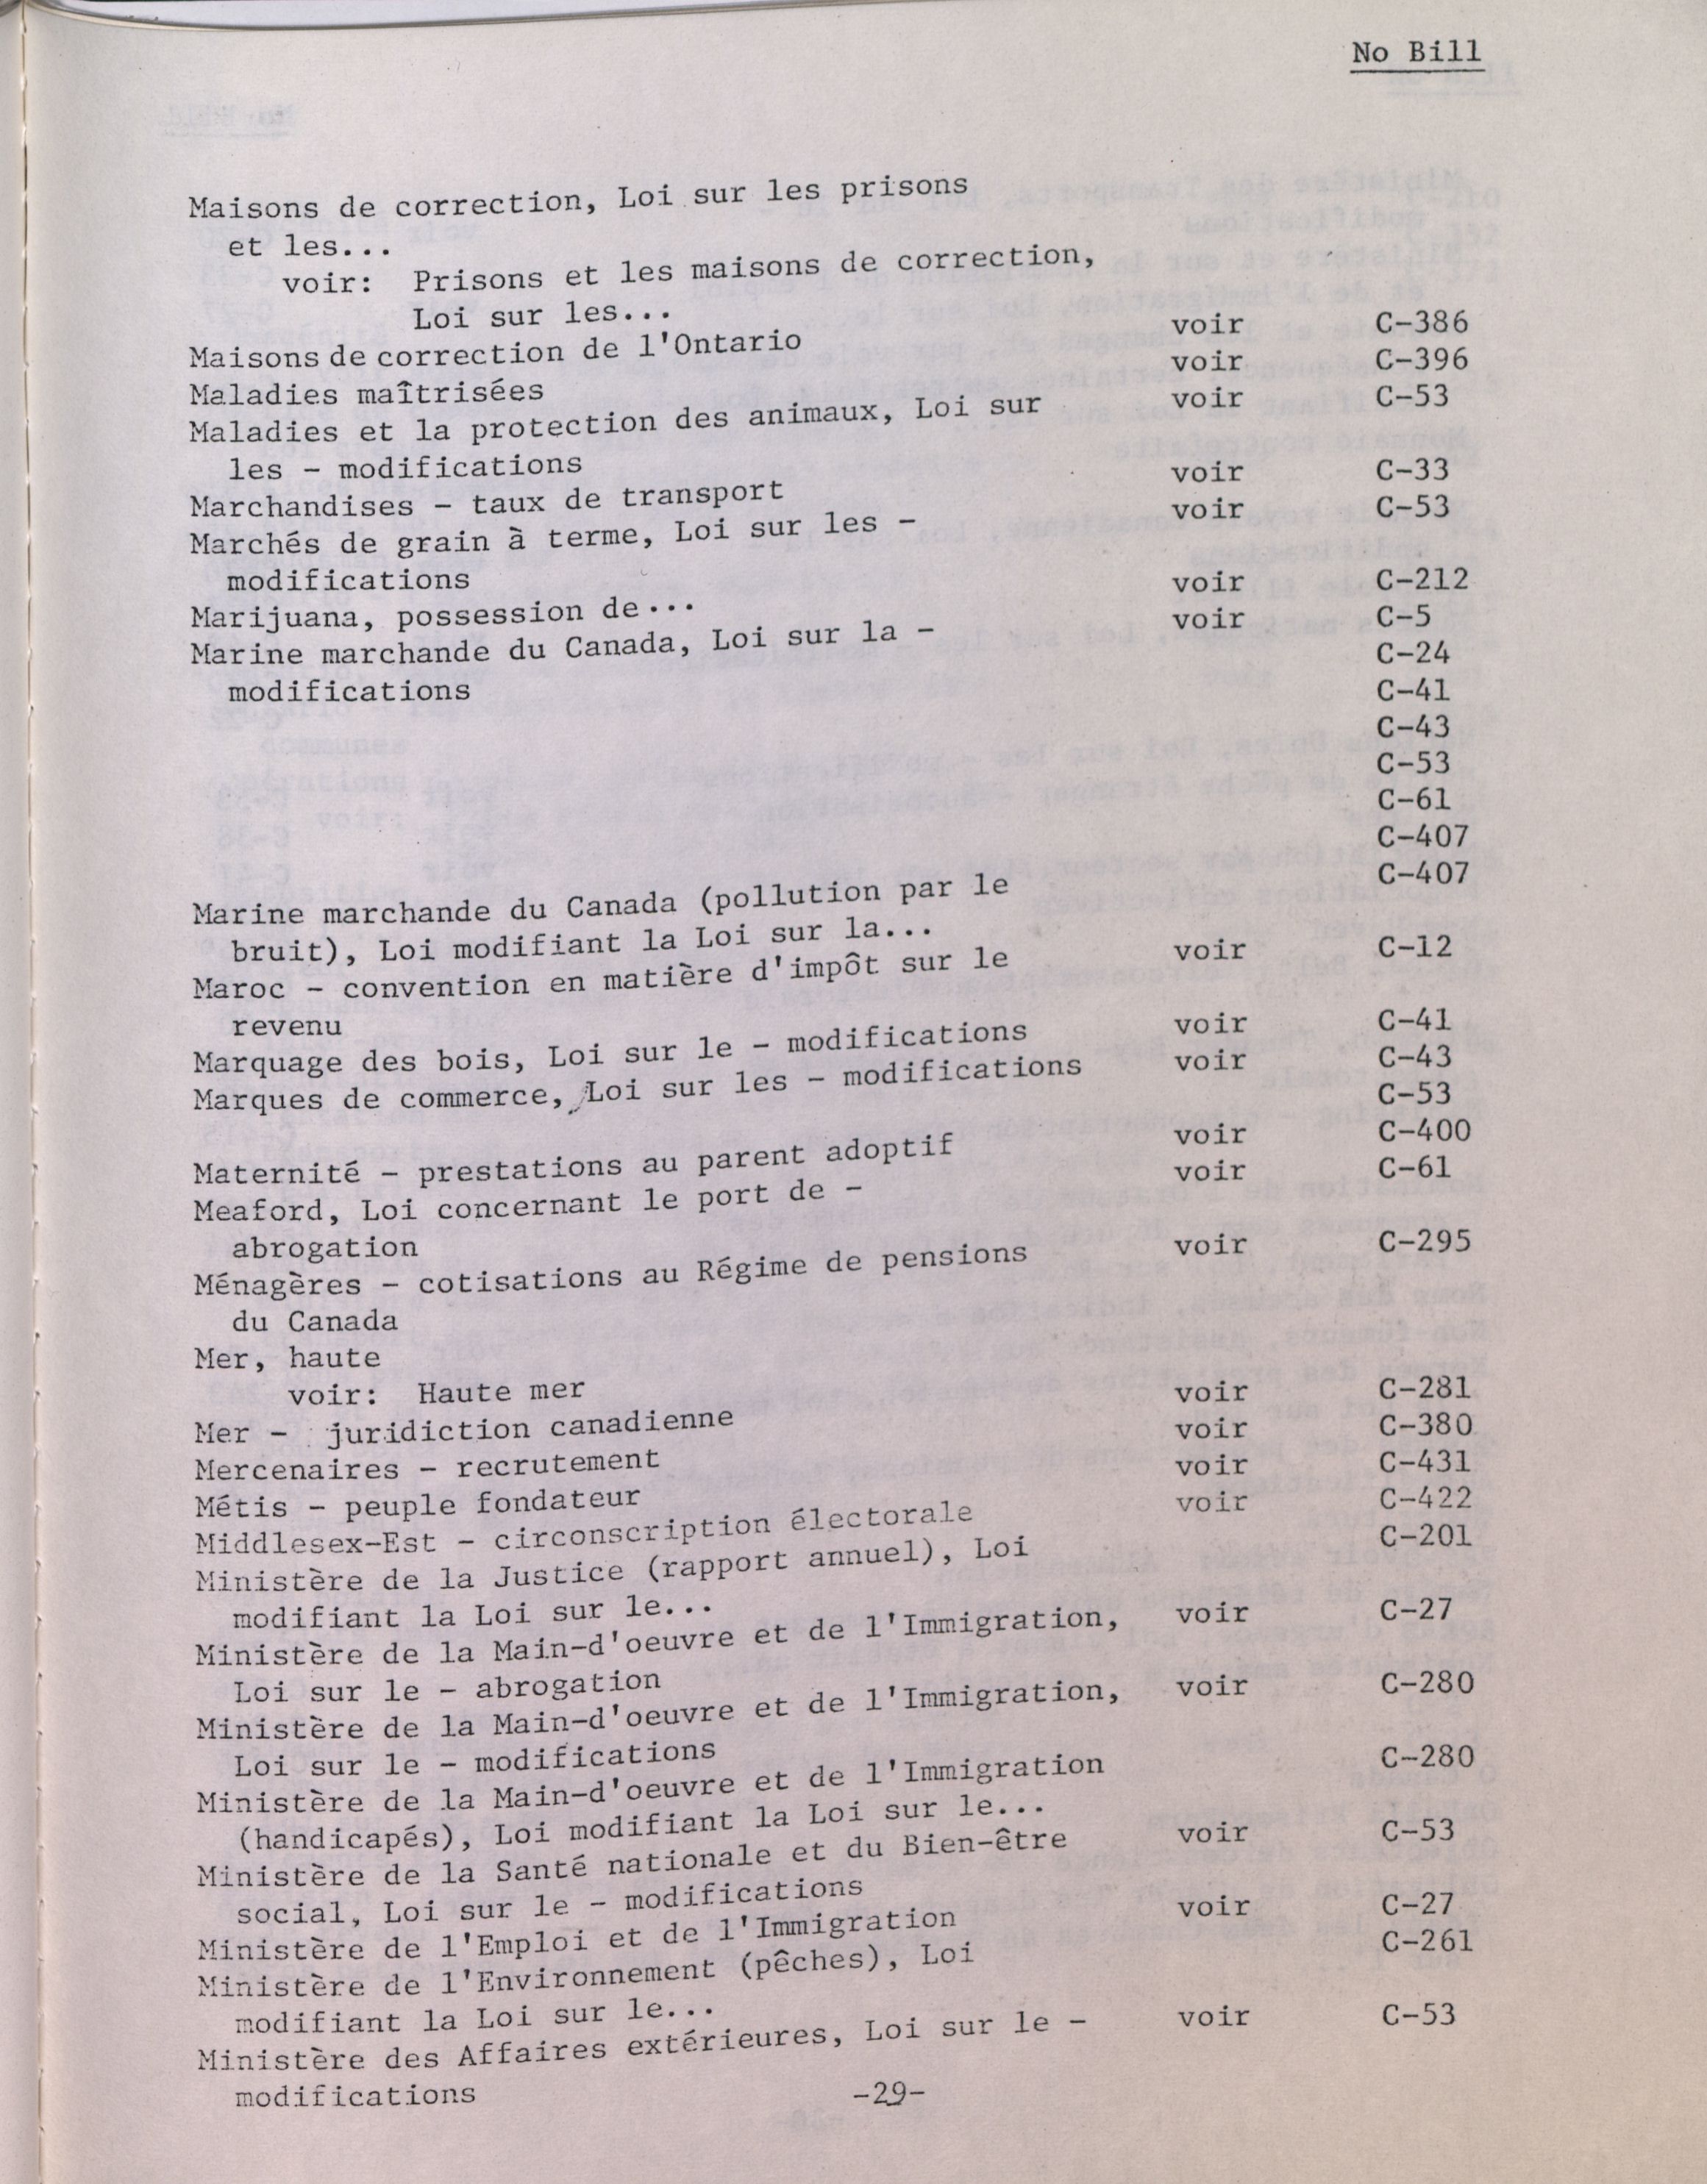 No Bill
Maisons de correction, Loi sur les prisons
et les...
voir: Prisons et les maisons de correction,
Loi sur les...
Maisons de correction de l'Ontario voir C-386
Maladies maîtrisées voir C-396
Maladies et la protection des animaux, Loi sur voir C-53
les - modifications
Marchandises - taux de transport voir C-33
Marchés de grain à terme, Loi sur les - voir C-53
modifications
Marijuana, possession de... voir C-212
Marine marchande du Canada, Loi sur la - voir C-5
modifications C-24
C-41
C-43
C-53
C-61
C-407
Marine marchande du Canada (pollution par le C-407
bruit), Loi modifiant la Loi sur la...
Maroc - convention en matière d'impôt sur le voir C-12
revenu
Marquage des bois, Loi sur le - modifications voir C-41
Marques de commerce, Loi sur les - modifications voir C-43
C-53
Maternité - prestations au parent adoptif voir C-400
Meaford, Loi concernant le port de - voir C-61
abrogation
Ménagères - cotisations au Régime de pensions voir C-295
du Canada
Mer, haute
voir: Haute mer
Mer - juridiction canadienne voir C-281
Mercenaires - recrutement voir C-380
Métis - peuple fondateur voir C-431
Middlesex-Est - circonscription électorale voir C-422
Ministère de la Justice (rapport annuel), Loi C-201
modifiant la Loi sur le...
Ministère de la Main-d'oeuvre et de l'Immigration, voir C-27
Loi sur le - abrogation
Ministère de la Main-d'oeuvre et de l'Immigration, voir C-280
Loi sur le - modifications
Ministère de la Main-d'oeuvre et de l'Immigration C-280
(handicapés), Loi modifiant la Loi sur le...
Ministère de la Santé nationale et du Bien-être voir C-53
social, Loi sur le - modifications
Ministère de l'Emploi et de l'Immigration voir C-27
Ministère de l'Environnement (pêches), Loi C-261
modifiant la Loi sur le...
Ministère des Affaires extérieures, Loi sur le - voir C-53
modifications
-29-